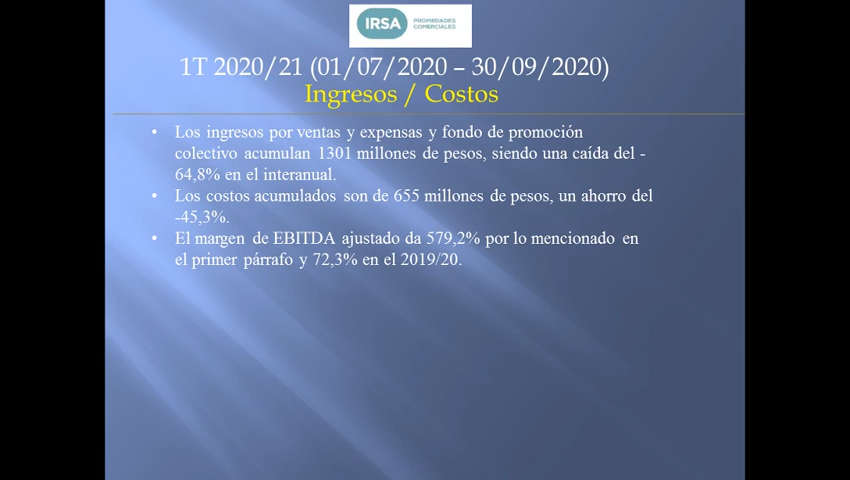 IRSA
PROPIEDADES
COMERCIALES
1T 2020/21 (01/07/2020 – 30/09/2020)
Ingresos / Costos
• Los ingresos por ventas y expensas y fondo de promoción
colectivo acumulan 1301 millones de pesos, siendo una caída del -
64,8% en el interanual.
• Los costos acumulados son de 655 millones de pesos, un ahorro del
-45,3%.
• El margen de EBITDA ajustado da 579,2% por lo mencionado en
el primer párrafo y 72,3% en el 2019/20.